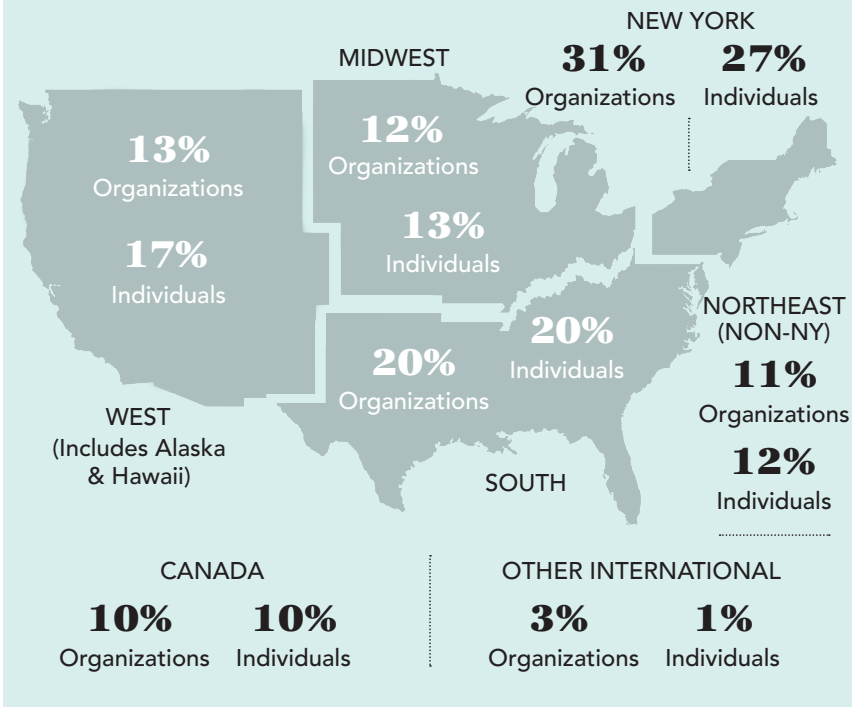 NEW YORK
31% 27%
Organizations Individuals
MIDWEST
12%
Organizations
13%
Individuals
13%
Organizations
17%
Individuals
WEST
(Includes Alaska
& Hawaii)
20%
Organizations
20%
Individuals
SOUTH
NORTHEAST
(NON-NY)
11%
Organizations
12%
Individuals
CANADA
10% 10%
Organizations Individuals
OTHER INTERNATIONAL
3% 1%
Organizations Individuals